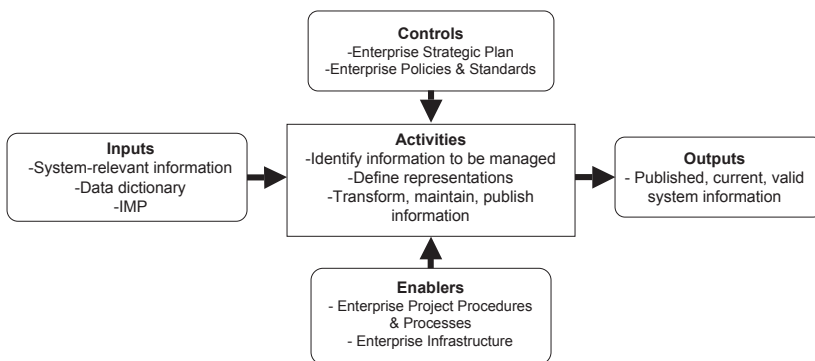 Controls
-Enterprise Strategic Plan
-Enterprise Policies & Standards
Inputs
-System-relevant information
-Data dictionary
-IMP
Activities
-Identify information to be managed
-Define representations
-Transform, maintain, publish
information
Outputs
- Published, current, valid
system information
Enablers
- Enterprise Project Procedures
& Processes
- Enterprise Infrastructure